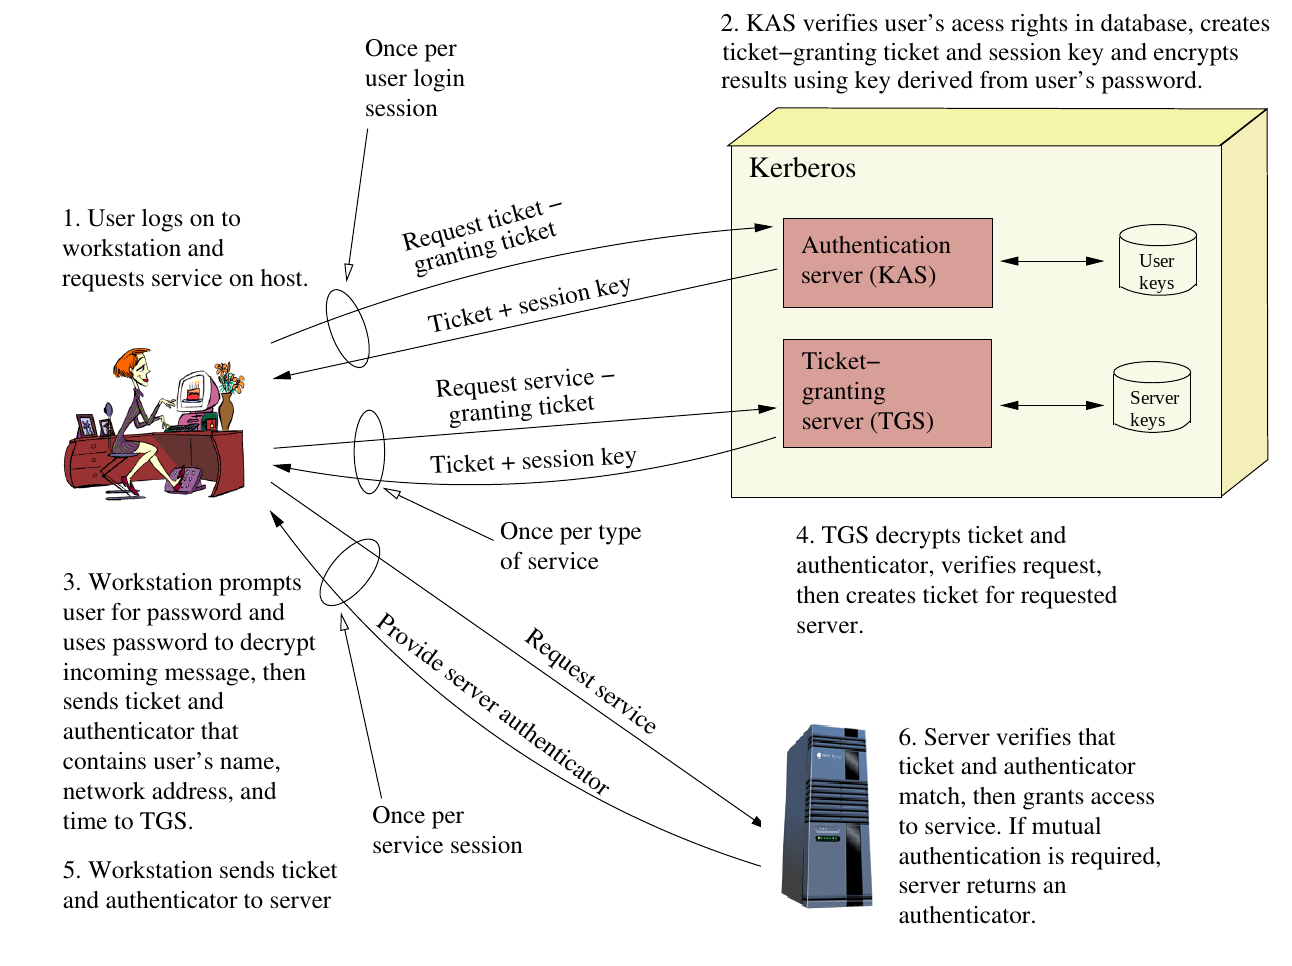 Once per
user login
session
2. KAS verifies user's acess rights in database, creates
ticket−granting ticket and session key and encrypts
results using key derived from user's password.
Kerberos
1. User logs on to
workstation and
requests service on host.
Request ticket −
granting ticket
Authentication
server (KAS)
User
keys
Ticket + session key
Request service −
granting ticket
Ticket−
granting
server (TGS)
Server
keys
Ticket + session key
Once per type
of service
4. TGS decrypts ticket and
authenticator, verifies request,
then creates ticket for requested
server.
3. Workstation prompts
user for password and
uses password to decrypt
incoming message, then
sends ticket and
authenticator that
contains user's name,
network address, and
time to TGS.
Request service
Provide server authenticator
Once per
service session
5. Workstation sends ticket
and authenticator to server
6. Server verifies that
ticket and authenticator
match, then grants access
to service. If mutual
authentication is required,
server returns an
authenticator.